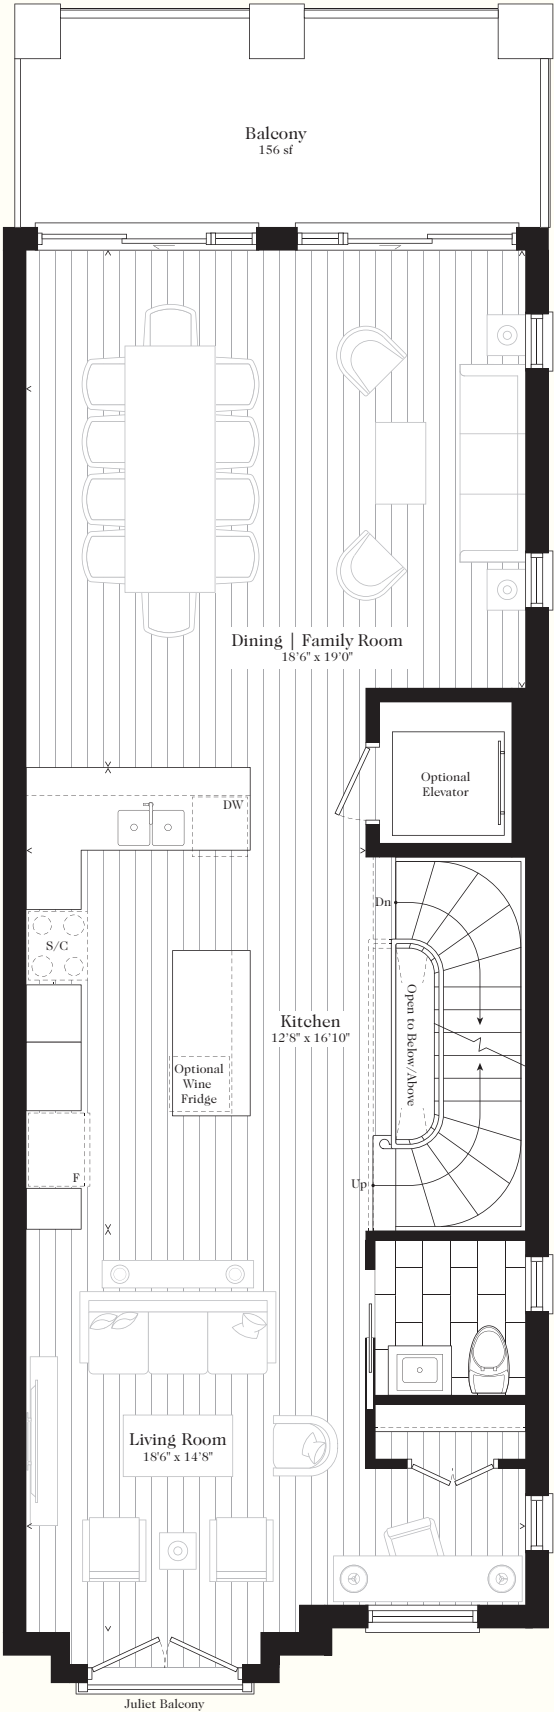 Balcony
156 sf
Dining | Family Room
18'6" x 19'0"
Optional
Elevator
DW
Dn
S/C
Open to Below/Above
Kitchen
12'8" x 16'10"
Optional
Wine
Fridge
F
Up
Living Room
18'6" x 14'8"
Juliet Balcony